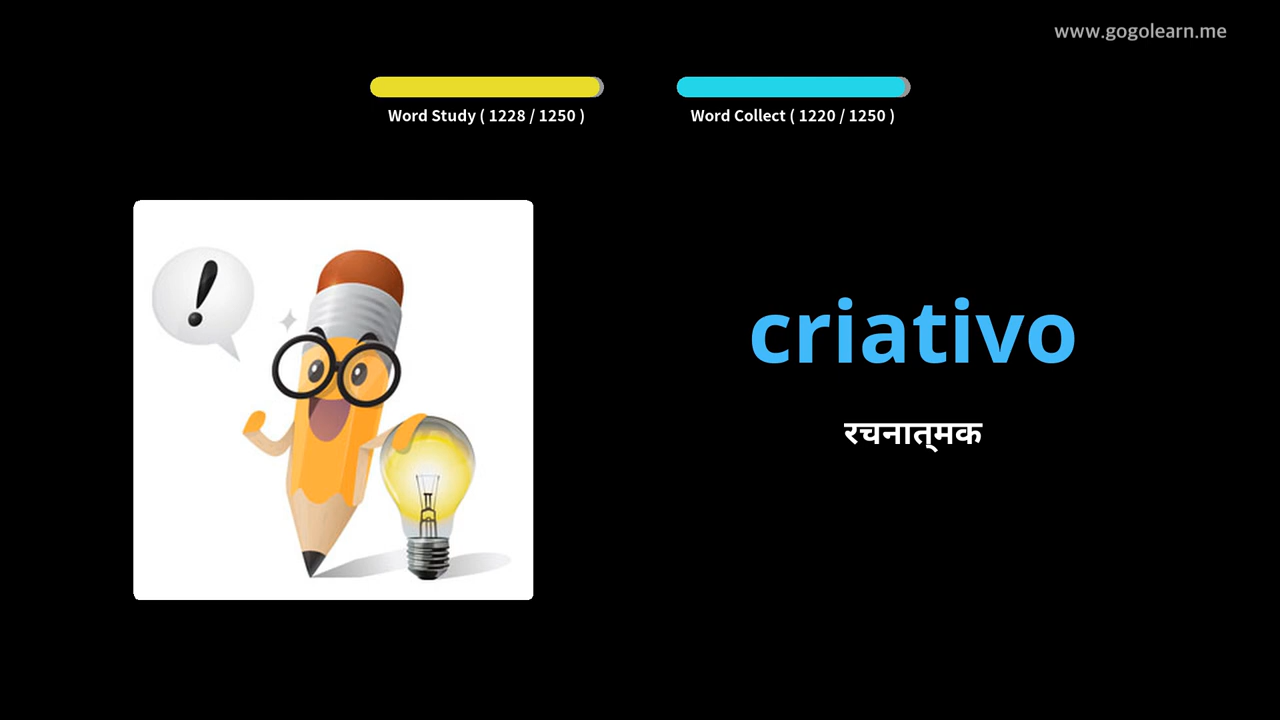 www.gogolearn.me
Word Study ( 1228 / 1250 )
Word Collect ( 1220 / 1250 )
!
criativo
रचनात्‌मक